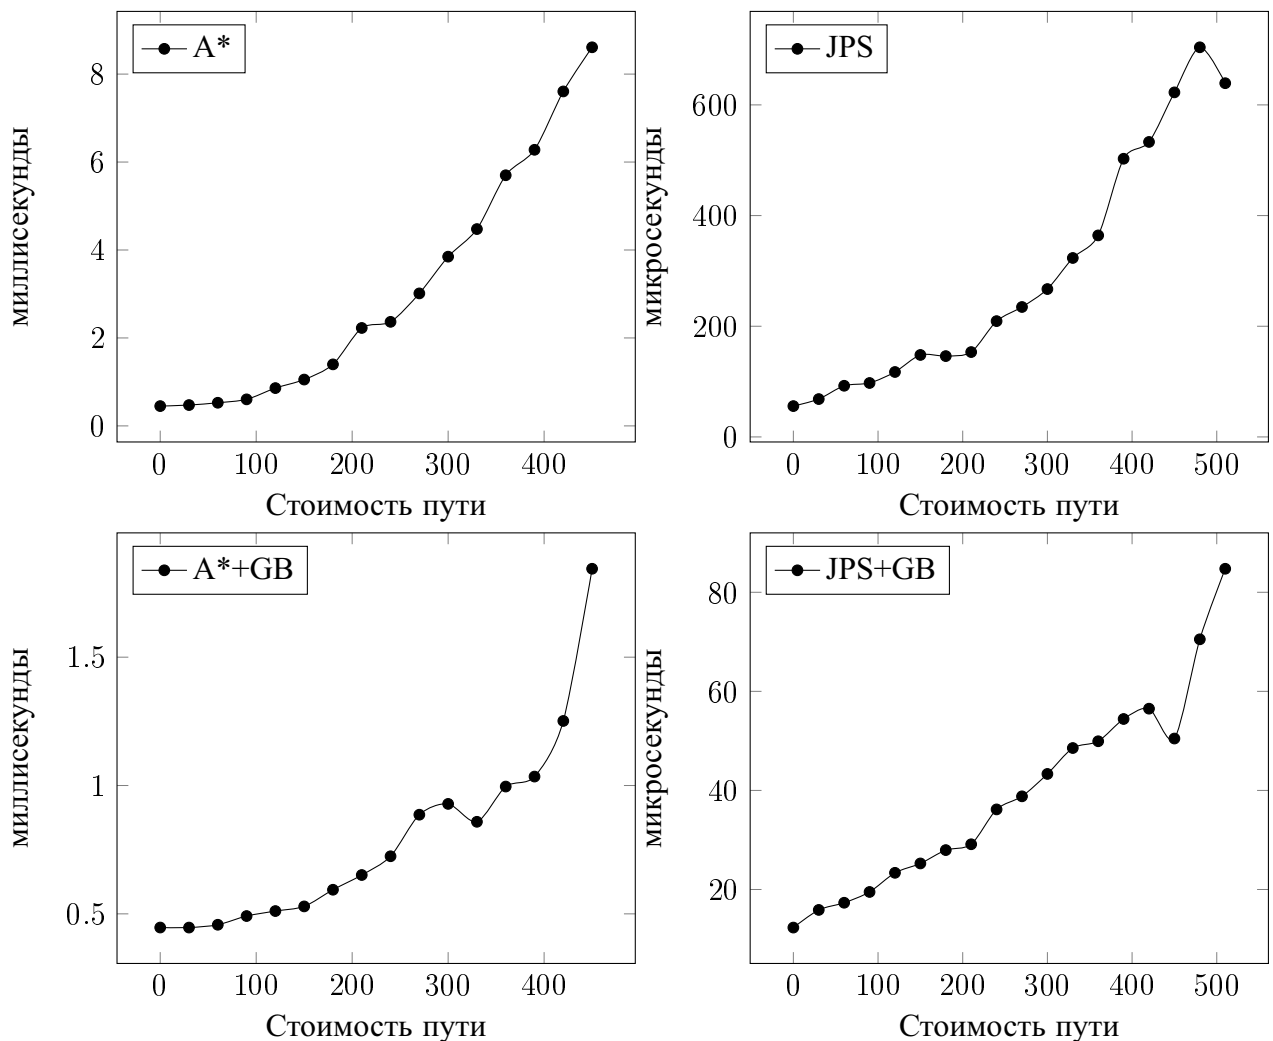 A*
миллисекунды
8
6
4
2
0
0 100 200 300 400
Стоимость пути
JPS
микросекунды
600
400
200
0
0 100 200 300 400 500
Стоимость пути
A*+GB
миллисекунды
1.5
1
0.5
0 100 200 300 400
Стоимость пути
JPS+GB
микросекунды
80
60
40
20
0 100 200 300 400 500
Стоимость пути